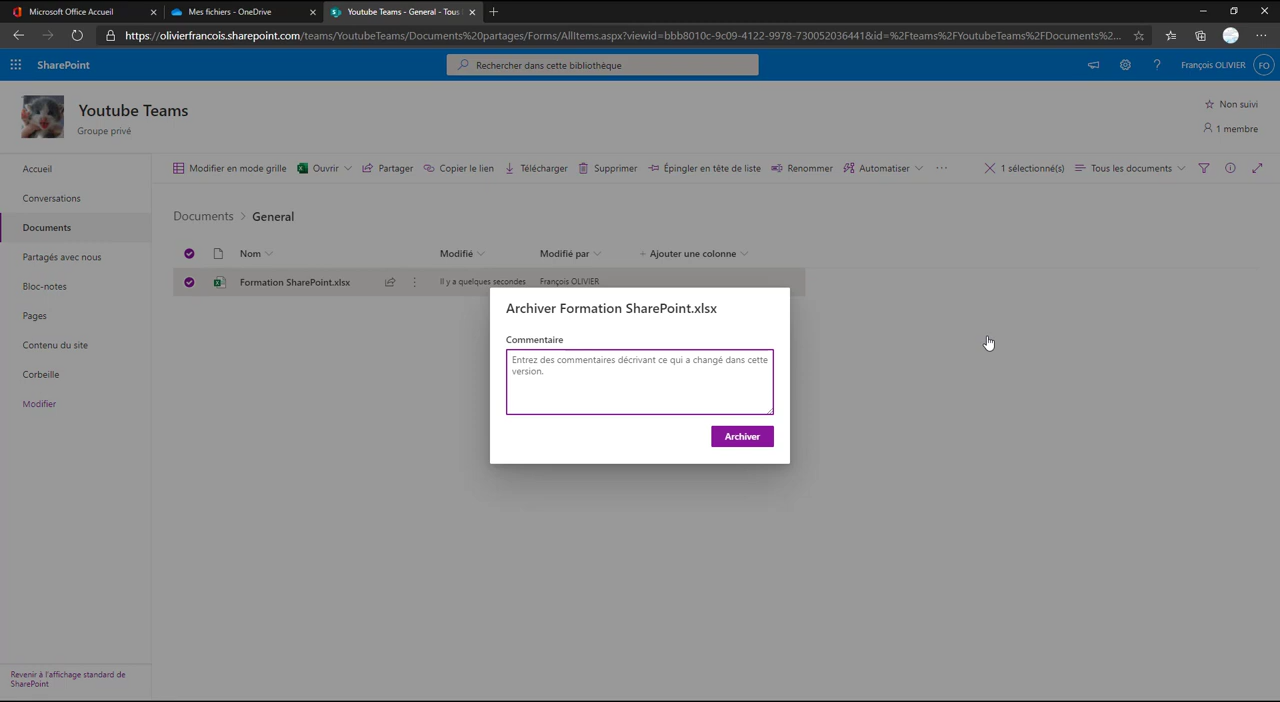 Microsoft Office Accueil
Mes fichiers - OneDrive
Youtube Teams - General - Tous
https://olivierfrancois.sharepoint.com/teams/YoutubeTeams/Documents%20partages/Forms/AllItems.aspx?viewid=bbb8010c-9c09-4122-9978-730052036441&id=%2Fteams%2FYoutubeTeams%2FDocuments%2...
SharePoint
Rechercher dans cette bibliothèque
François OLIVIER
FO
Youtube Teams
Groupe privé
Non suivi
1 membre
Modifier en mode grille
Ouvrir
Partager
Copier le lien
Télécharger
Supprimer
Épingler en tête de liste
Renommer
Automatiser
1 sélectionné(s)
Tous les documents
Accueil
Conversations
Documents
Partagés avec nous
Bloc-notes
Pages
Contenu du site
Corbeille
Modifier
Documents > General
Nom
Modifié
Modifié par
+ Ajouter une colonne
Formation SharePoint.xlsx
Il y a quelques secondes
François OLIVIER
Archiver Formation SharePoint.xlsx
Commentaire
Entrez des commentaires décrivant ce qui a changé dans cette
version.
Archiver
Revenir à l'affichage standard de
SharePoint